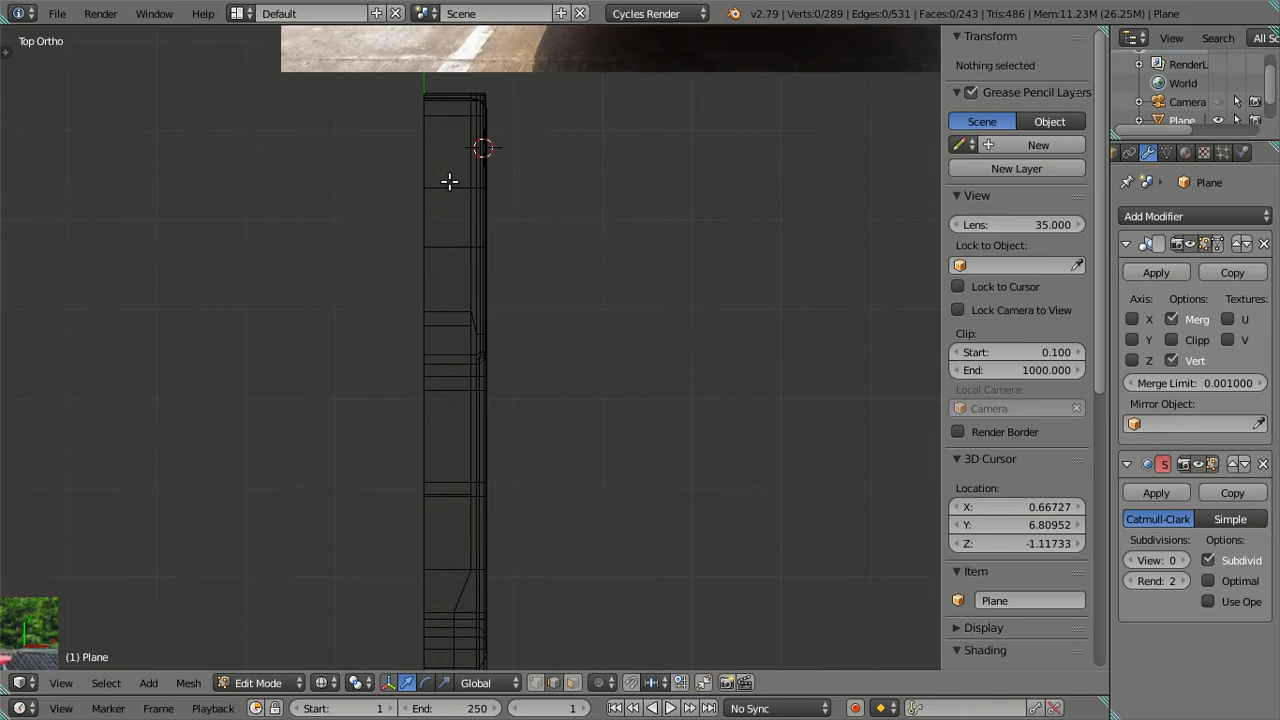 File Render Window Help Default Scene Cycles Render v2.79 | Verts:0/289 | Edges:0/531 | Faces:0/243 | Tris:486 | Mem:11.23M (26.25M) | Plane
Top Ortho
Transform
Nothing selected
Grease Pencil Layers
Scene Object
New
New Layer
View
Lens: 35.000
Lock to Object:
Lock to Cursor
Lock Camera to View
Clip:
Start: 0.100
End: 1000.000
Local Camera:
Camera
Render Border
3D Cursor
Location:
X: 0.66727
Y: 6.80952
Z: -1.11733
Item
Plane
Display
Shading
View Search All Sc
RenderL
World
Camera
Plane
Plane
Add Modifier
Apply Copy
Axis: Options: Textures:
X Merg U
Y Clipp V
Z Vert
Merge Limit: 0.001000
Mirror Object:
S
Apply Copy
Catmull-Clark Simple
Subdivisions: Options:
View: 0 Subdivid
Rend: 2 Optimal
Use Ope
(1) Plane
View Select Add Mesh Edit Mode Global
View Marker Frame Playback Start: 1 End: 250 1 No Sync